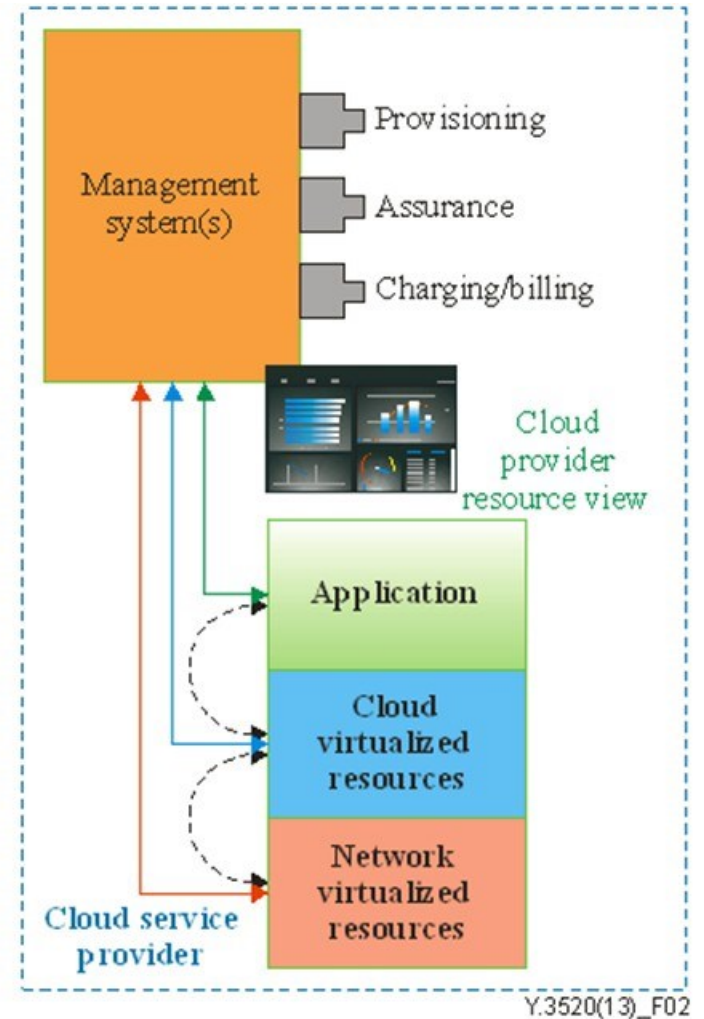 Provisioning
Management
system(s)
Assurance
Charging/billing
Cloud
provider
resource view
Application
Cloud
virtualized
resources
Network
virtualized
resources
Cloud service
provider
Y.3520(13)_F02